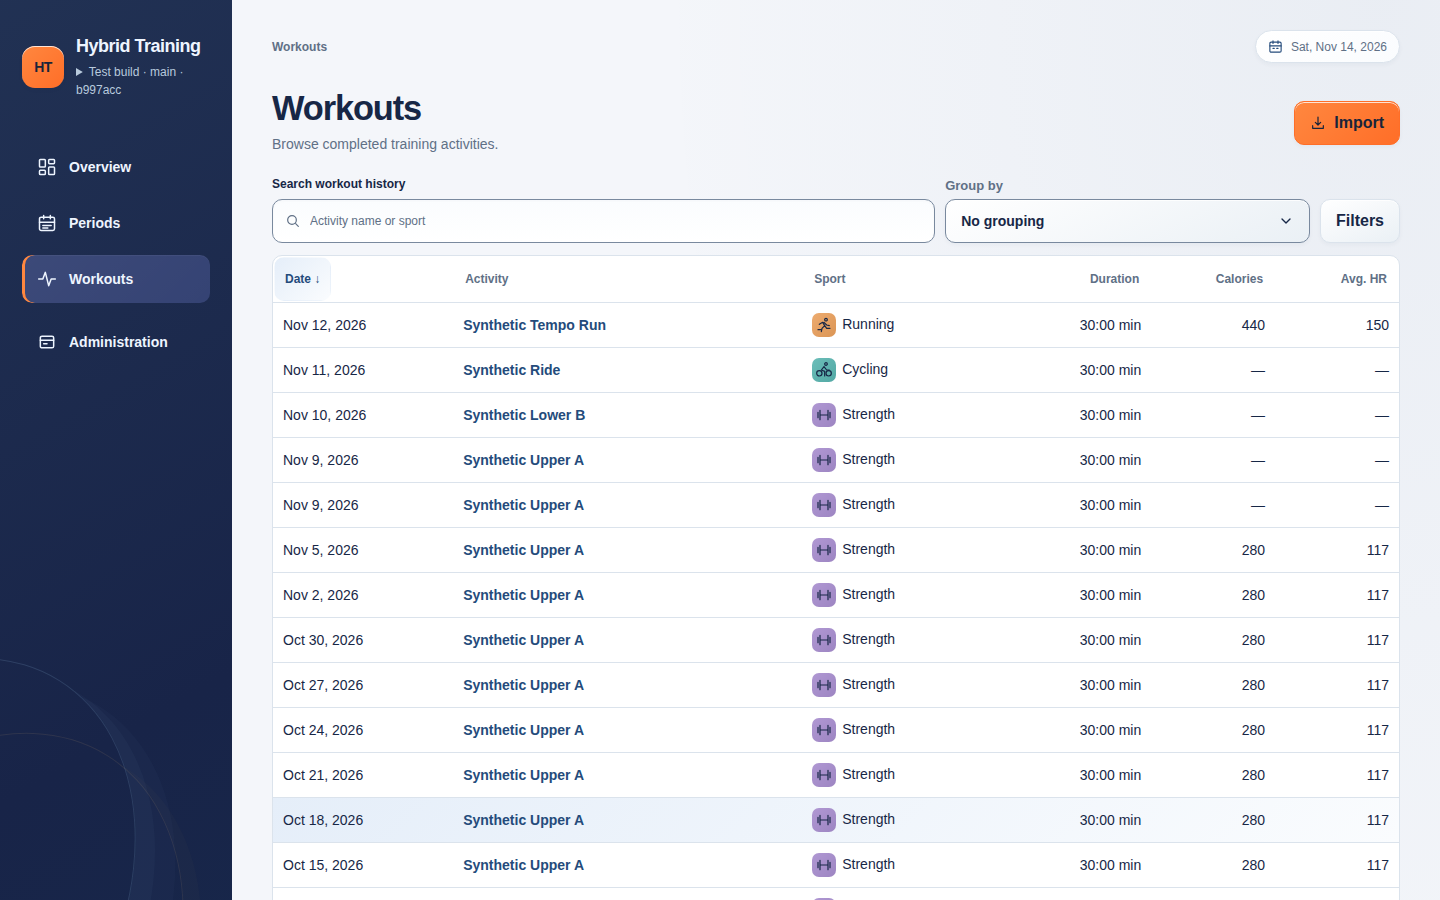 HT
Hybrid Training
Test build · main ·
b997acc
Overview
Periods
Workouts
Administration
Workouts
Sat, Nov 14, 2026
Workouts
Browse completed training activities.
Import
Search workout history
Group by
Activity name or sport
No grouping
Filters
Date ↓ Activity Sport Duration Calories Avg. HR
Nov 12, 2026 Synthetic Tempo Run Running 30:00 min 440 150
Nov 11, 2026 Synthetic Ride Cycling 30:00 min — —
Nov 10, 2026 Synthetic Lower B Strength 30:00 min — —
Nov 9, 2026 Synthetic Upper A Strength 30:00 min — —
Nov 9, 2026 Synthetic Upper A Strength 30:00 min — —
Nov 5, 2026 Synthetic Upper A Strength 30:00 min 280 117
Nov 2, 2026 Synthetic Upper A Strength 30:00 min 280 117
Oct 30, 2026 Synthetic Upper A Strength 30:00 min 280 117
Oct 27, 2026 Synthetic Upper A Strength 30:00 min 280 117
Oct 24, 2026 Synthetic Upper A Strength 30:00 min 280 117
Oct 21, 2026 Synthetic Upper A Strength 30:00 min 280 117
Oct 18, 2026 Synthetic Upper A Strength 30:00 min 280 117
Oct 15, 2026 Synthetic Upper A Strength 30:00 min 280 117